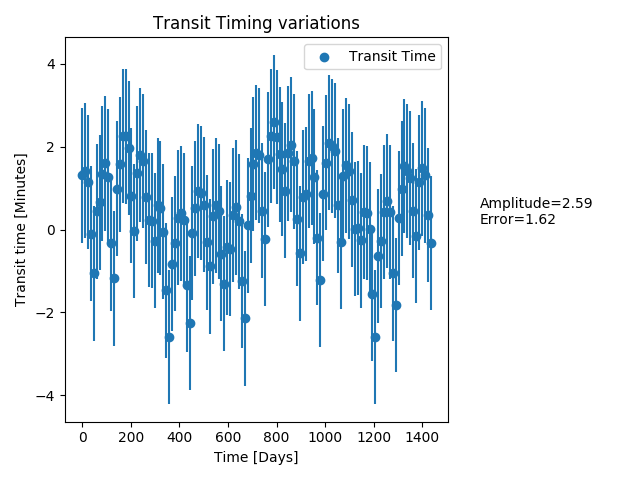 Transit Timing variations
Transit Time
4
2
0
−2
−4
Transit time [Minutes]
Amplitude=2.59
Error=1.62
0 200 400 600 800 1000 1200 1400
Time [Days]